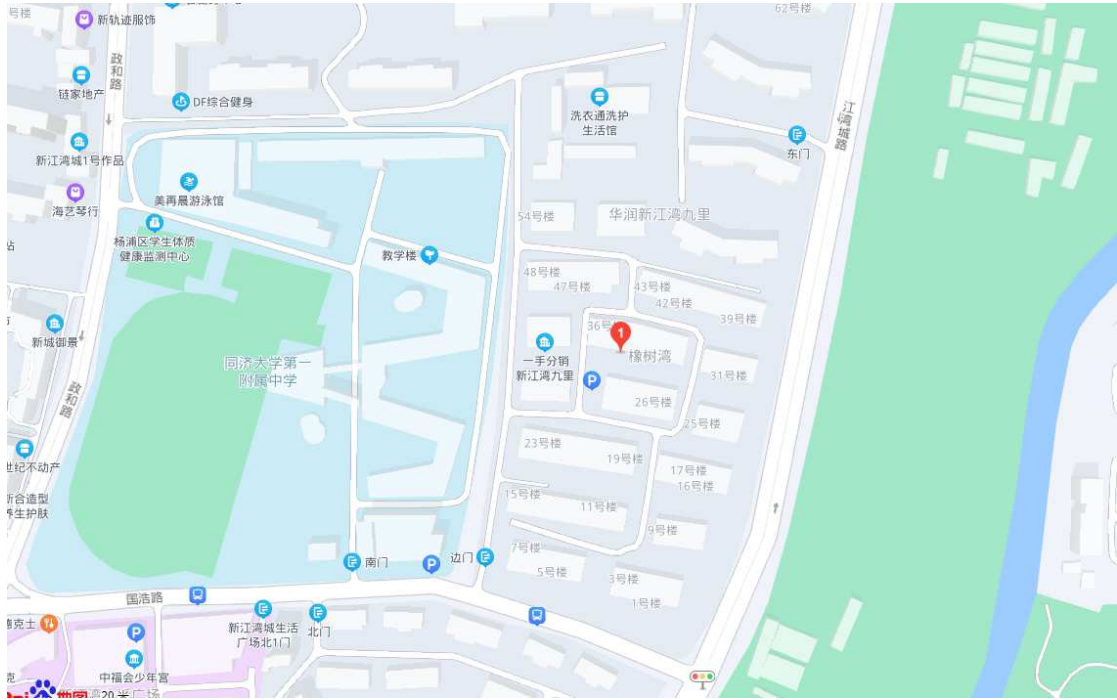 新轨迹服饰
62号楼
政和路
链家地产
DF综合健身
洗衣通洗护
生活馆
江湾城路
东门
新江湾城1号作品
美再晨游泳馆
海艺琴行
54号楼
华润新江湾九里
杨浦区学生体质
健康监测中心
教学楼
48号楼
47号楼
43号楼
42号楼
39号楼
新城御景
36号
1
橡树湾
一手分销
新江湾九里
同济大学第一
附属中学
P
31号楼
政和路
26号楼
25号楼
23号楼
19号楼
17号楼
16号楼
世纪不动产
15号楼
11号楼
9号楼
7号楼
5号楼
边门
南门
P
3号楼
1号楼
国浩路
新江湾城生活
广场北1门
北门
德克士
P
中福会少年宫
20米广场